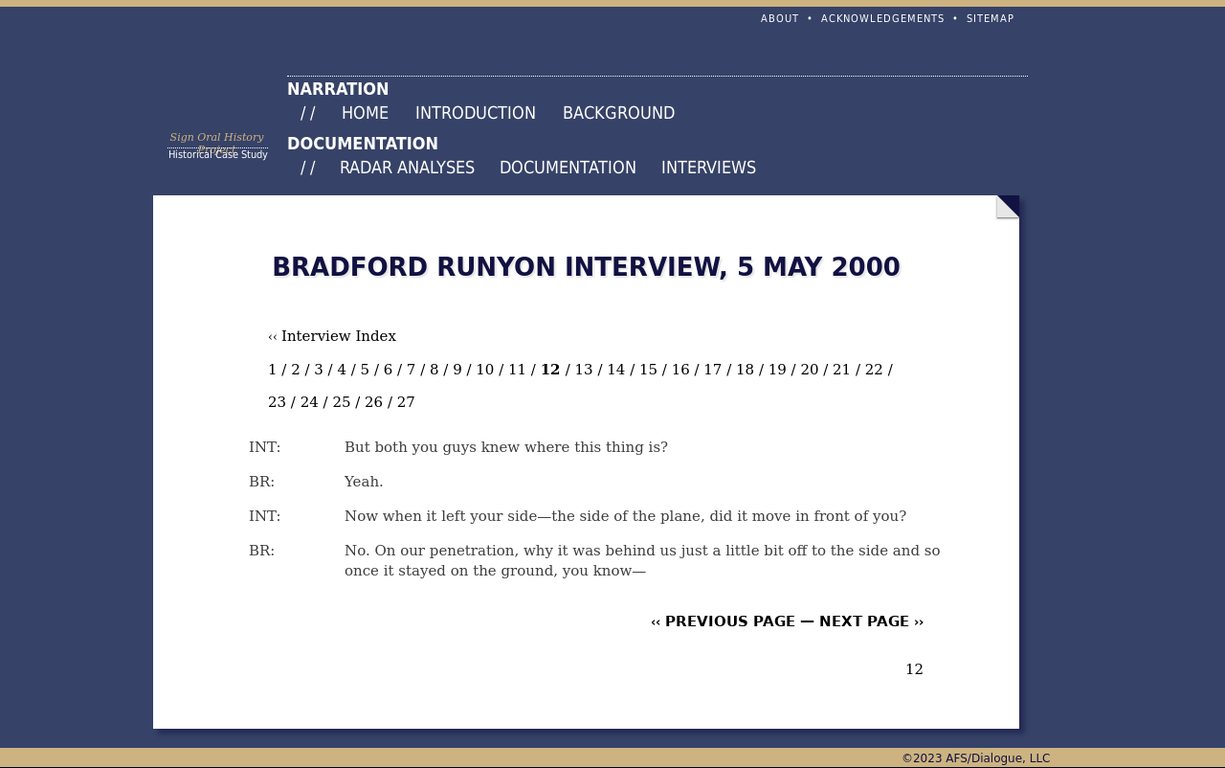 ABOUT • ACKNOWLEDGEMENTS • SITEMAP
NARRATION
// HOME INTRODUCTION BACKGROUND
Sign Oral History
Project
Historical Case Study
DOCUMENTATION
// RADAR ANALYSES DOCUMENTATION INTERVIEWS
BRADFORD RUNYON INTERVIEW, 5 MAY 2000
‹‹ Interview Index
1 / 2 / 3 / 4 / 5 / 6 / 7 / 8 / 9 / 10 / 11 / 12 / 13 / 14 / 15 / 16 / 17 / 18 / 19 / 20 / 21 / 22 /
23 / 24 / 25 / 26 / 27
INT: But both you guys knew where this thing is?
BR: Yeah.
INT: Now when it left your side—the side of the plane, did it move in front of you?
BR: No. On our penetration, why it was behind us just a little bit off to the side and so
once it stayed on the ground, you know—
‹‹ PREVIOUS PAGE — NEXT PAGE ››
12
©2023 AFS/Dialogue, LLC